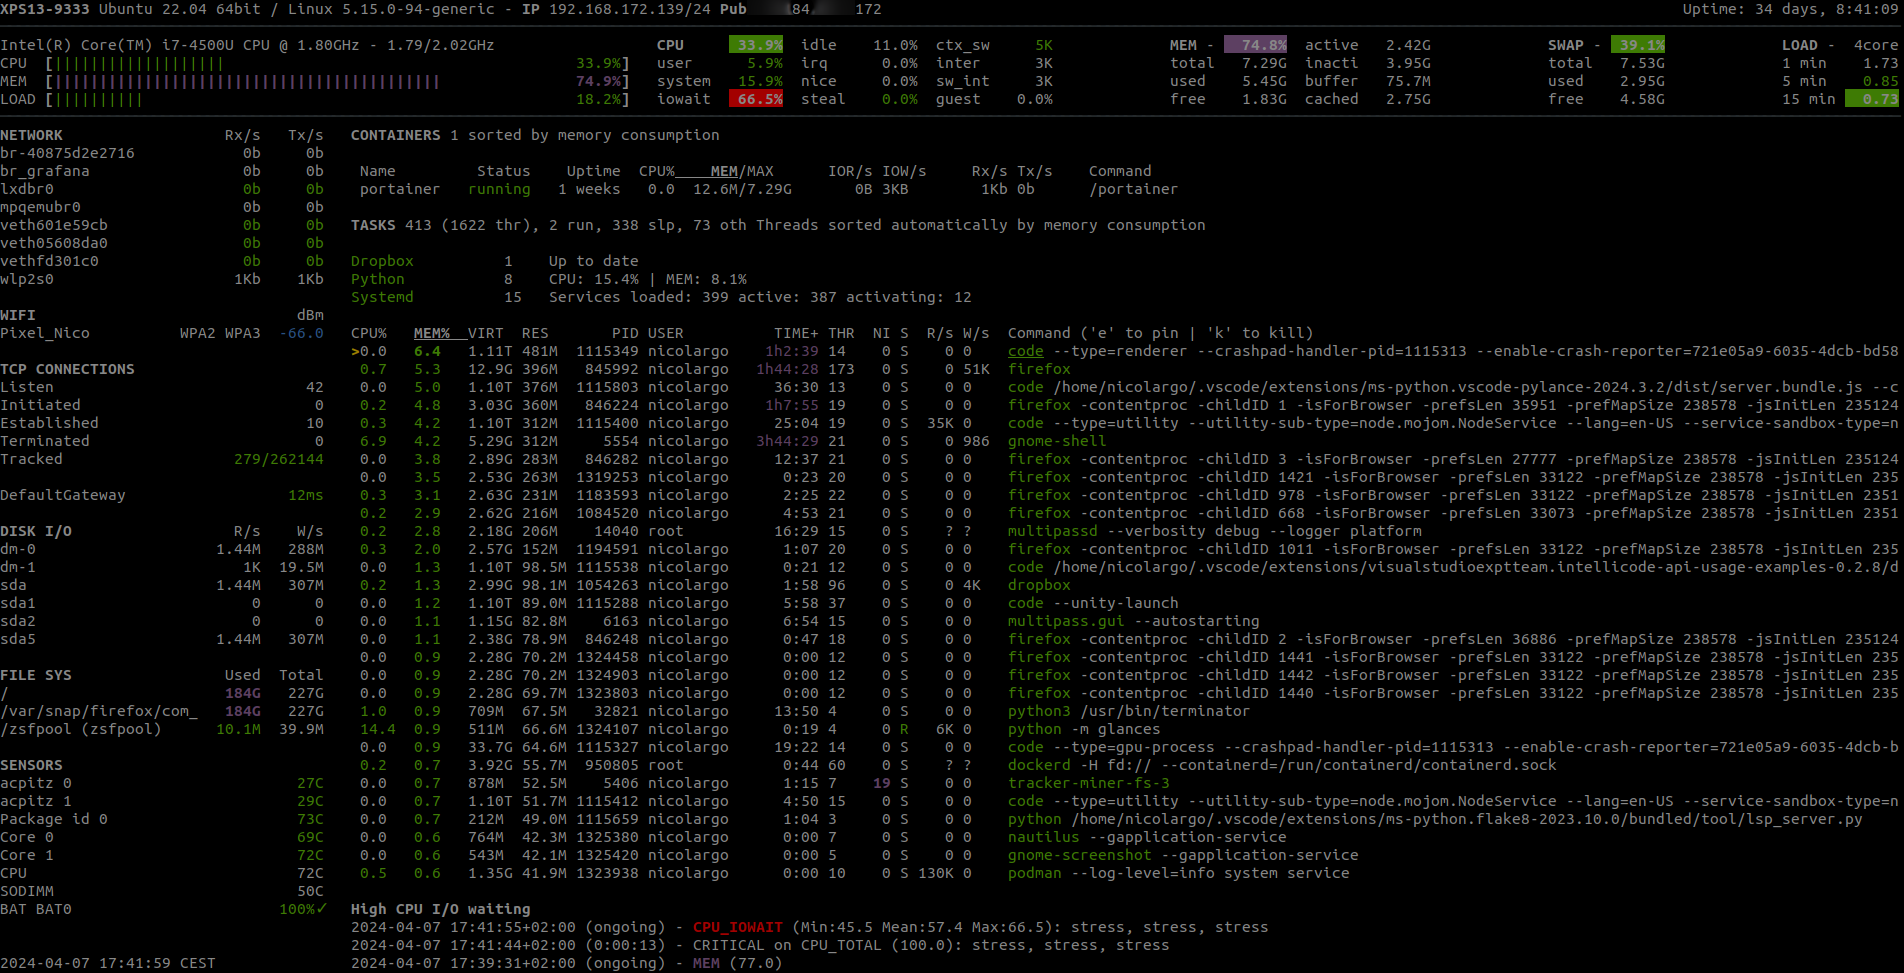 XPS13-9333 Ubuntu 22.04 64bit / Linux 5.15.0-94-generic - IP 192.168.172.139/24 Pub 84. 172 Uptime: 34 days, 8:41:09
Intel(R) Core(TM) i7-4500U CPU @ 1.80GHz - 1.79/2.02GHz CPU 33.9% idle 11.0% ctx_sw 5K MEM - 74.8% active 2.42G SWAP - 39.1% LOAD - 4core
CPU [||||||||||||||||||| 33.9%] user 5.9% irq 0.0% inter 3K total 7.29G inacti 3.95G total 7.53G 1 min 1.73
MEM [||||||||||||||||||||||||||||||||||||||||||| 74.9%] system 15.9% nice 0.0% sw_int 3K used 5.45G buffer 75.7M used 2.95G 5 min 0.85
LOAD [|||||||||| 18.2%] iowait 66.5% steal 0.0% guest 0.0% free 1.83G cached 2.75G free 4.58G 15 min 0.73
NETWORK Rx/s Tx/s
br-40875d2e2716 0b 0b
br_grafana 0b 0b
lxdbr0 0b 0b
mpqemubr0 0b 0b
veth601e59cb 0b 0b
veth05608da0 0b 0b
vethfd301c0 0b 0b
wlp2s0 1Kb 1Kb
WIFI dBm
Pixel_Nico WPA2 WPA3 -66.0
TCP CONNECTIONS
Listen 42
Initiated 0
Established 10
Terminated 0
Tracked 279/262144
DefaultGateway 12ms
DISK I/O R/s W/s
dm-0 1.44M 288M
dm-1 1K 19.5M
sda 1.44M 307M
sda1 0 0
sda2 0 0
sda5 1.44M 307M
FILE SYS Used Total
/ 184G 227G
/var/snap/firefox/com_ 184G 227G
/zsfpool (zsfpool) 10.1M 39.9M
SENSORS
acpitz 0 27C
acpitz 1 29C
Package id 0 73C
Core 0 69C
Core 1 72C
CPU 72C
SODIMM 50C
BAT BAT0 100%✓
2024-04-07 17:41:59 CEST
CONTAINERS 1 sorted by memory consumption
Name Status Uptime CPU% MEM/MAX IOR/s IOW/s Rx/s Tx/s Command
portainer running 1 weeks 0.0 12.6M/7.29G 0B 3KB 1Kb 0b /portainer
TASKS 413 (1622 thr), 2 run, 338 slp, 73 oth Threads sorted automatically by memory consumption
Dropbox 1 Up to date
Python 8 CPU: 15.4% | MEM: 8.1%
Systemd 15 Services loaded: 399 active: 387 activating: 12
CPU% MEM% VIRT RES PID USER TIME+ THR NI S R/s W/s Command ('e' to pin | 'k' to kill)
>0.0 6.4 1.11T 481M 1115349 nicolargo 1h2:39 14 0 S 0 0 code --type=renderer --crashpad-handler-pid=1115313 --enable-crash-reporter=721e05a9-6035-4dcb-bd58
0.7 5.3 12.9G 396M 845992 nicolargo 1h44:28 173 0 S 0 51K firefox
0.0 5.0 1.10T 376M 1115803 nicolargo 36:30 13 0 S 0 0 code /home/nicolargo/.vscode/extensions/ms-python.vscode-pylance-2024.3.2/dist/server.bundle.js --c
0.2 4.8 3.03G 360M 846224 nicolargo 1h7:55 19 0 S 0 0 firefox -contentproc -childID 1 -isForBrowser -prefsLen 35951 -prefMapSize 238578 -jsInitLen 235124
0.3 4.2 1.10T 312M 1115400 nicolargo 25:04 19 0 S 35K 0 code --type=utility --utility-sub-type=node.mojom.NodeService --lang=en-US --service-sandbox-type=n
6.9 4.2 5.29G 312M 5554 nicolargo 3h44:29 21 0 S 0 986 gnome-shell
0.0 3.8 2.89G 283M 846282 nicolargo 12:37 21 0 S 0 0 firefox -contentproc -childID 3 -isForBrowser -prefsLen 27777 -prefMapSize 238578 -jsInitLen 235124
0.0 3.5 2.53G 263M 1319253 nicolargo 0:23 20 0 S 0 0 firefox -contentproc -childID 1421 -isForBrowser -prefsLen 33122 -prefMapSize 238578 -jsInitLen 235
0.3 3.1 2.63G 231M 1183593 nicolargo 2:25 22 0 S 0 0 firefox -contentproc -childID 978 -isForBrowser -prefsLen 33122 -prefMapSize 238578 -jsInitLen 2351
0.2 2.9 2.62G 216M 1084520 nicolargo 4:53 21 0 S 0 0 firefox -contentproc -childID 668 -isForBrowser -prefsLen 33073 -prefMapSize 238578 -jsInitLen 2351
0.2 2.8 2.18G 206M 14040 root 16:29 15 0 S ? ? multipassd --verbosity debug --logger platform
0.3 2.0 2.57G 152M 1194591 nicolargo 1:07 20 0 S 0 0 firefox -contentproc -childID 1011 -isForBrowser -prefsLen 33122 -prefMapSize 238578 -jsInitLen 235
0.0 1.3 1.10T 98.5M 1115538 nicolargo 0:21 12 0 S 0 0 code /home/nicolargo/.vscode/extensions/visualstudioexptteam.intellicode-api-usage-examples-0.2.8/d
0.2 1.3 2.99G 98.1M 1054263 nicolargo 1:58 96 0 S 0 4K dropbox
0.0 1.2 1.10T 89.0M 1115288 nicolargo 5:58 37 0 S 0 0 code --unity-launch
0.0 1.1 1.15G 82.8M 6163 nicolargo 6:54 15 0 S 0 0 multipass.gui --autostarting
0.0 1.1 2.38G 78.9M 846248 nicolargo 0:47 18 0 S 0 0 firefox -contentproc -childID 2 -isForBrowser -prefsLen 36886 -prefMapSize 238578 -jsInitLen 235124
0.0 0.9 2.28G 70.2M 1324458 nicolargo 0:00 12 0 S 0 0 firefox -contentproc -childID 1441 -isForBrowser -prefsLen 33122 -prefMapSize 238578 -jsInitLen 235
0.0 0.9 2.28G 70.2M 1324903 nicolargo 0:00 12 0 S 0 0 firefox -contentproc -childID 1442 -isForBrowser -prefsLen 33122 -prefMapSize 238578 -jsInitLen 235
0.0 0.9 2.28G 69.7M 1323803 nicolargo 0:00 12 0 S 0 0 firefox -contentproc -childID 1440 -isForBrowser -prefsLen 33122 -prefMapSize 238578 -jsInitLen 235
1.0 0.9 709M 67.5M 32821 nicolargo 13:50 4 0 S 0 0 python3 /usr/bin/terminator
14.4 0.9 511M 66.6M 1324107 nicolargo 0:19 4 0 R 6K 0 python -m glances
0.0 0.9 33.7G 64.6M 1115327 nicolargo 19:22 14 0 S 0 0 code --type=gpu-process --crashpad-handler-pid=1115313 --enable-crash-reporter=721e05a9-6035-4dcb-b
0.2 0.7 3.92G 55.7M 950805 root 0:44 60 0 S ? ? dockerd -H fd:// --containerd=/run/containerd/containerd.sock
0.0 0.7 878M 52.5M 5406 nicolargo 1:15 7 19 S 0 0 tracker-miner-fs-3
0.0 0.7 1.10T 51.7M 1115412 nicolargo 4:50 15 0 S 0 0 code --type=utility --utility-sub-type=node.mojom.NodeService --lang=en-US --service-sandbox-type=n
0.0 0.7 212M 49.0M 1115659 nicolargo 1:04 3 0 S 0 0 python /home/nicolargo/.vscode/extensions/ms-python.flake8-2023.10.0/bundled/tool/lsp_server.py
0.0 0.6 764M 42.3M 1325380 nicolargo 0:00 7 0 S 0 0 nautilus --gapplication-service
0.0 0.6 543M 42.1M 1325420 nicolargo 0:00 5 0 S 0 0 gnome-screenshot --gapplication-service
0.5 0.6 1.35G 41.9M 1323938 nicolargo 0:00 10 0 S 130K 0 podman --log-level=info system service
High CPU I/O waiting
2024-04-07 17:41:55+02:00 (ongoing) - CPU_IOWAIT (Min:45.5 Mean:57.4 Max:66.5): stress, stress, stress
2024-04-07 17:41:44+02:00 (0:00:13) - CRITICAL on CPU_TOTAL (100.0): stress, stress, stress
2024-04-07 17:39:31+02:00 (ongoing) - MEM (77.0)